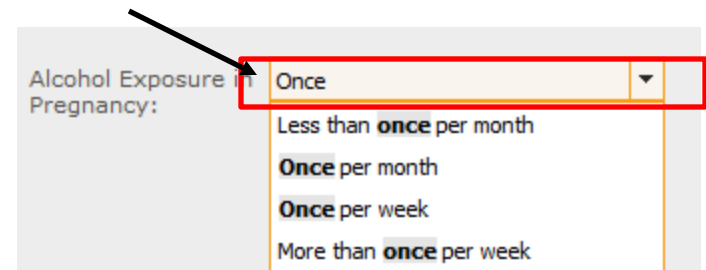 Alcohol Exposure in
Pregnancy:
Once
Less than once per month
Once per month
Once per week
More than once per week